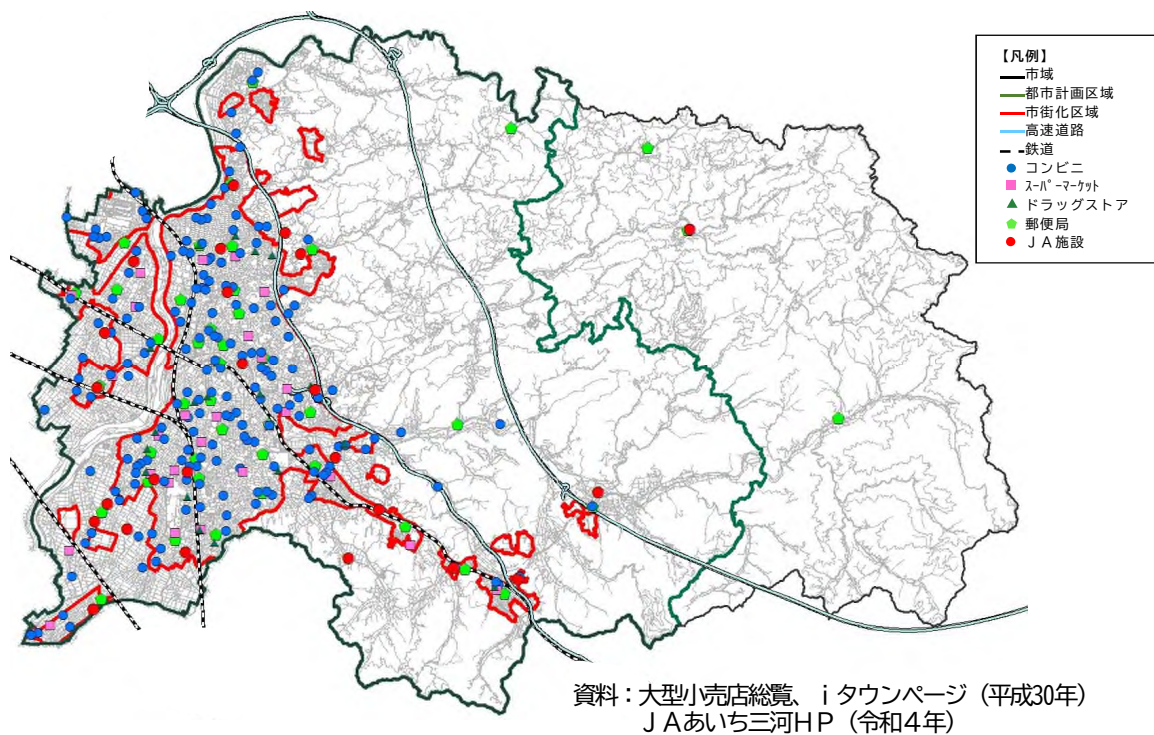 【凡例】
市域
都市計画区域
市街化区域
高速道路
鉄道
コンビニ
スーパーマーケット
ドラッグストア
郵便局
ＪＡ施設
資料：大型小売店総覧、ｉタウンページ（平成30年）
ＪＡあいち三河ＨＰ（令和４年）